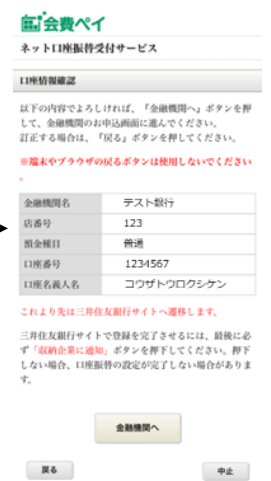 会費ペイ
ネット口座振替受付サービス
口座情報確認
以下の内容でよろしければ、『金融機関へ』ボタンを押
して、金融機関のお申込画面に進んでください。
訂正する場合は、『戻る』ボタンを押してください。
※端末やブラウザの戻るボタンは使用しないでください
。
金融機関名 テスト銀行
店番号 123
預金種目 普通
口座番号 1234567
口座名義人名 コウザトウロクシケン
これより先は三井住友銀行サイトへ遷移します。
三井住友銀行サイトで登録を完了させるには、最後に必
ず「収納企業に通知」ボタンを押下してください。押下
しない場合、口座振替の設定が完了しない場合がありま
す。
金融機関へ
戻る 中止